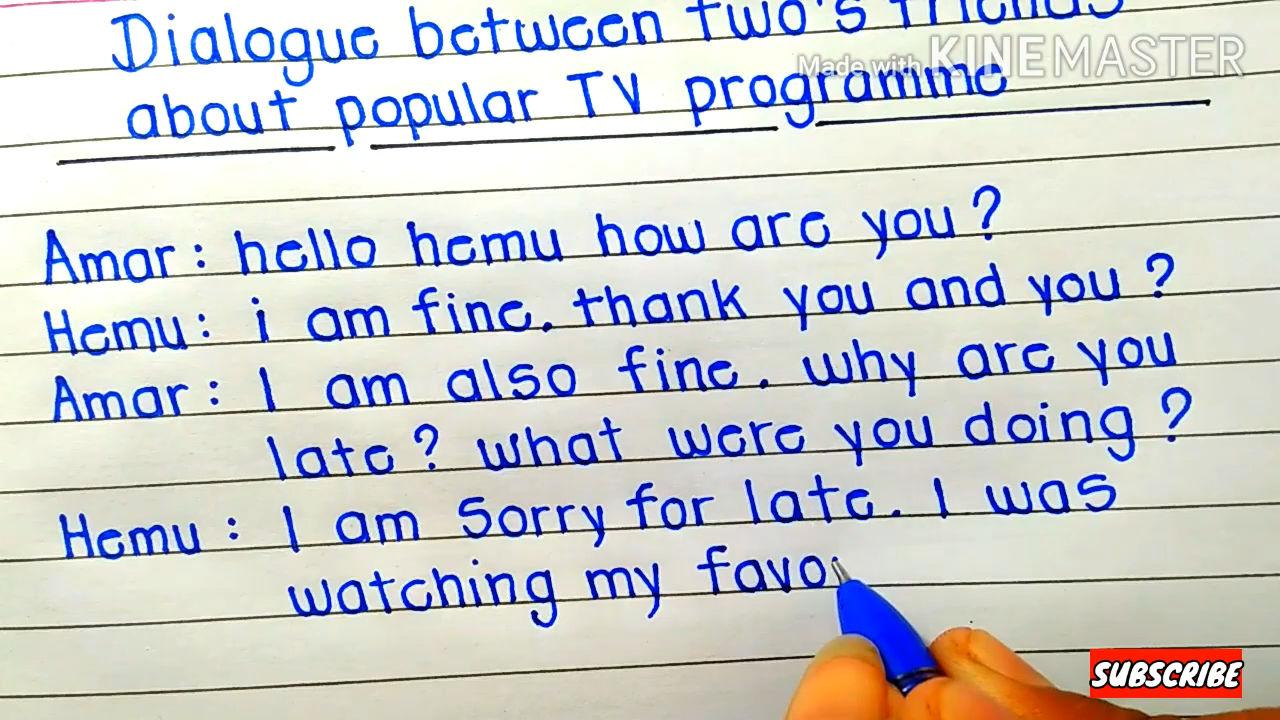 Dialogue between two's friends
Made with KINEMASTER
about popular TV programme
Amar: hello hemu how are you?
Hemu: i am fine. thank you and you?
Amar: I am also fine. why are you
late? what were you doing?
Hemu: I am sorry for late. I was
watching my favo
SUBSCRIBE